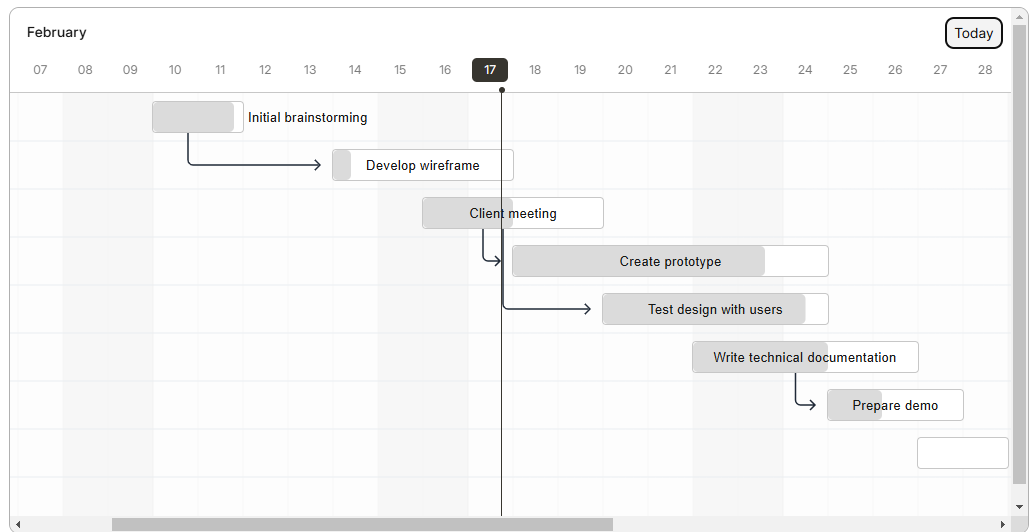 February
Today
07 08 09 10 11 12 13 14 15 16 17 18 19 20 21 22 23 24 25 26 27 28
Initial brainstorming
Develop wireframe
Client meeting
Create prototype
Test design with users
Write technical documentation
Prepare demo